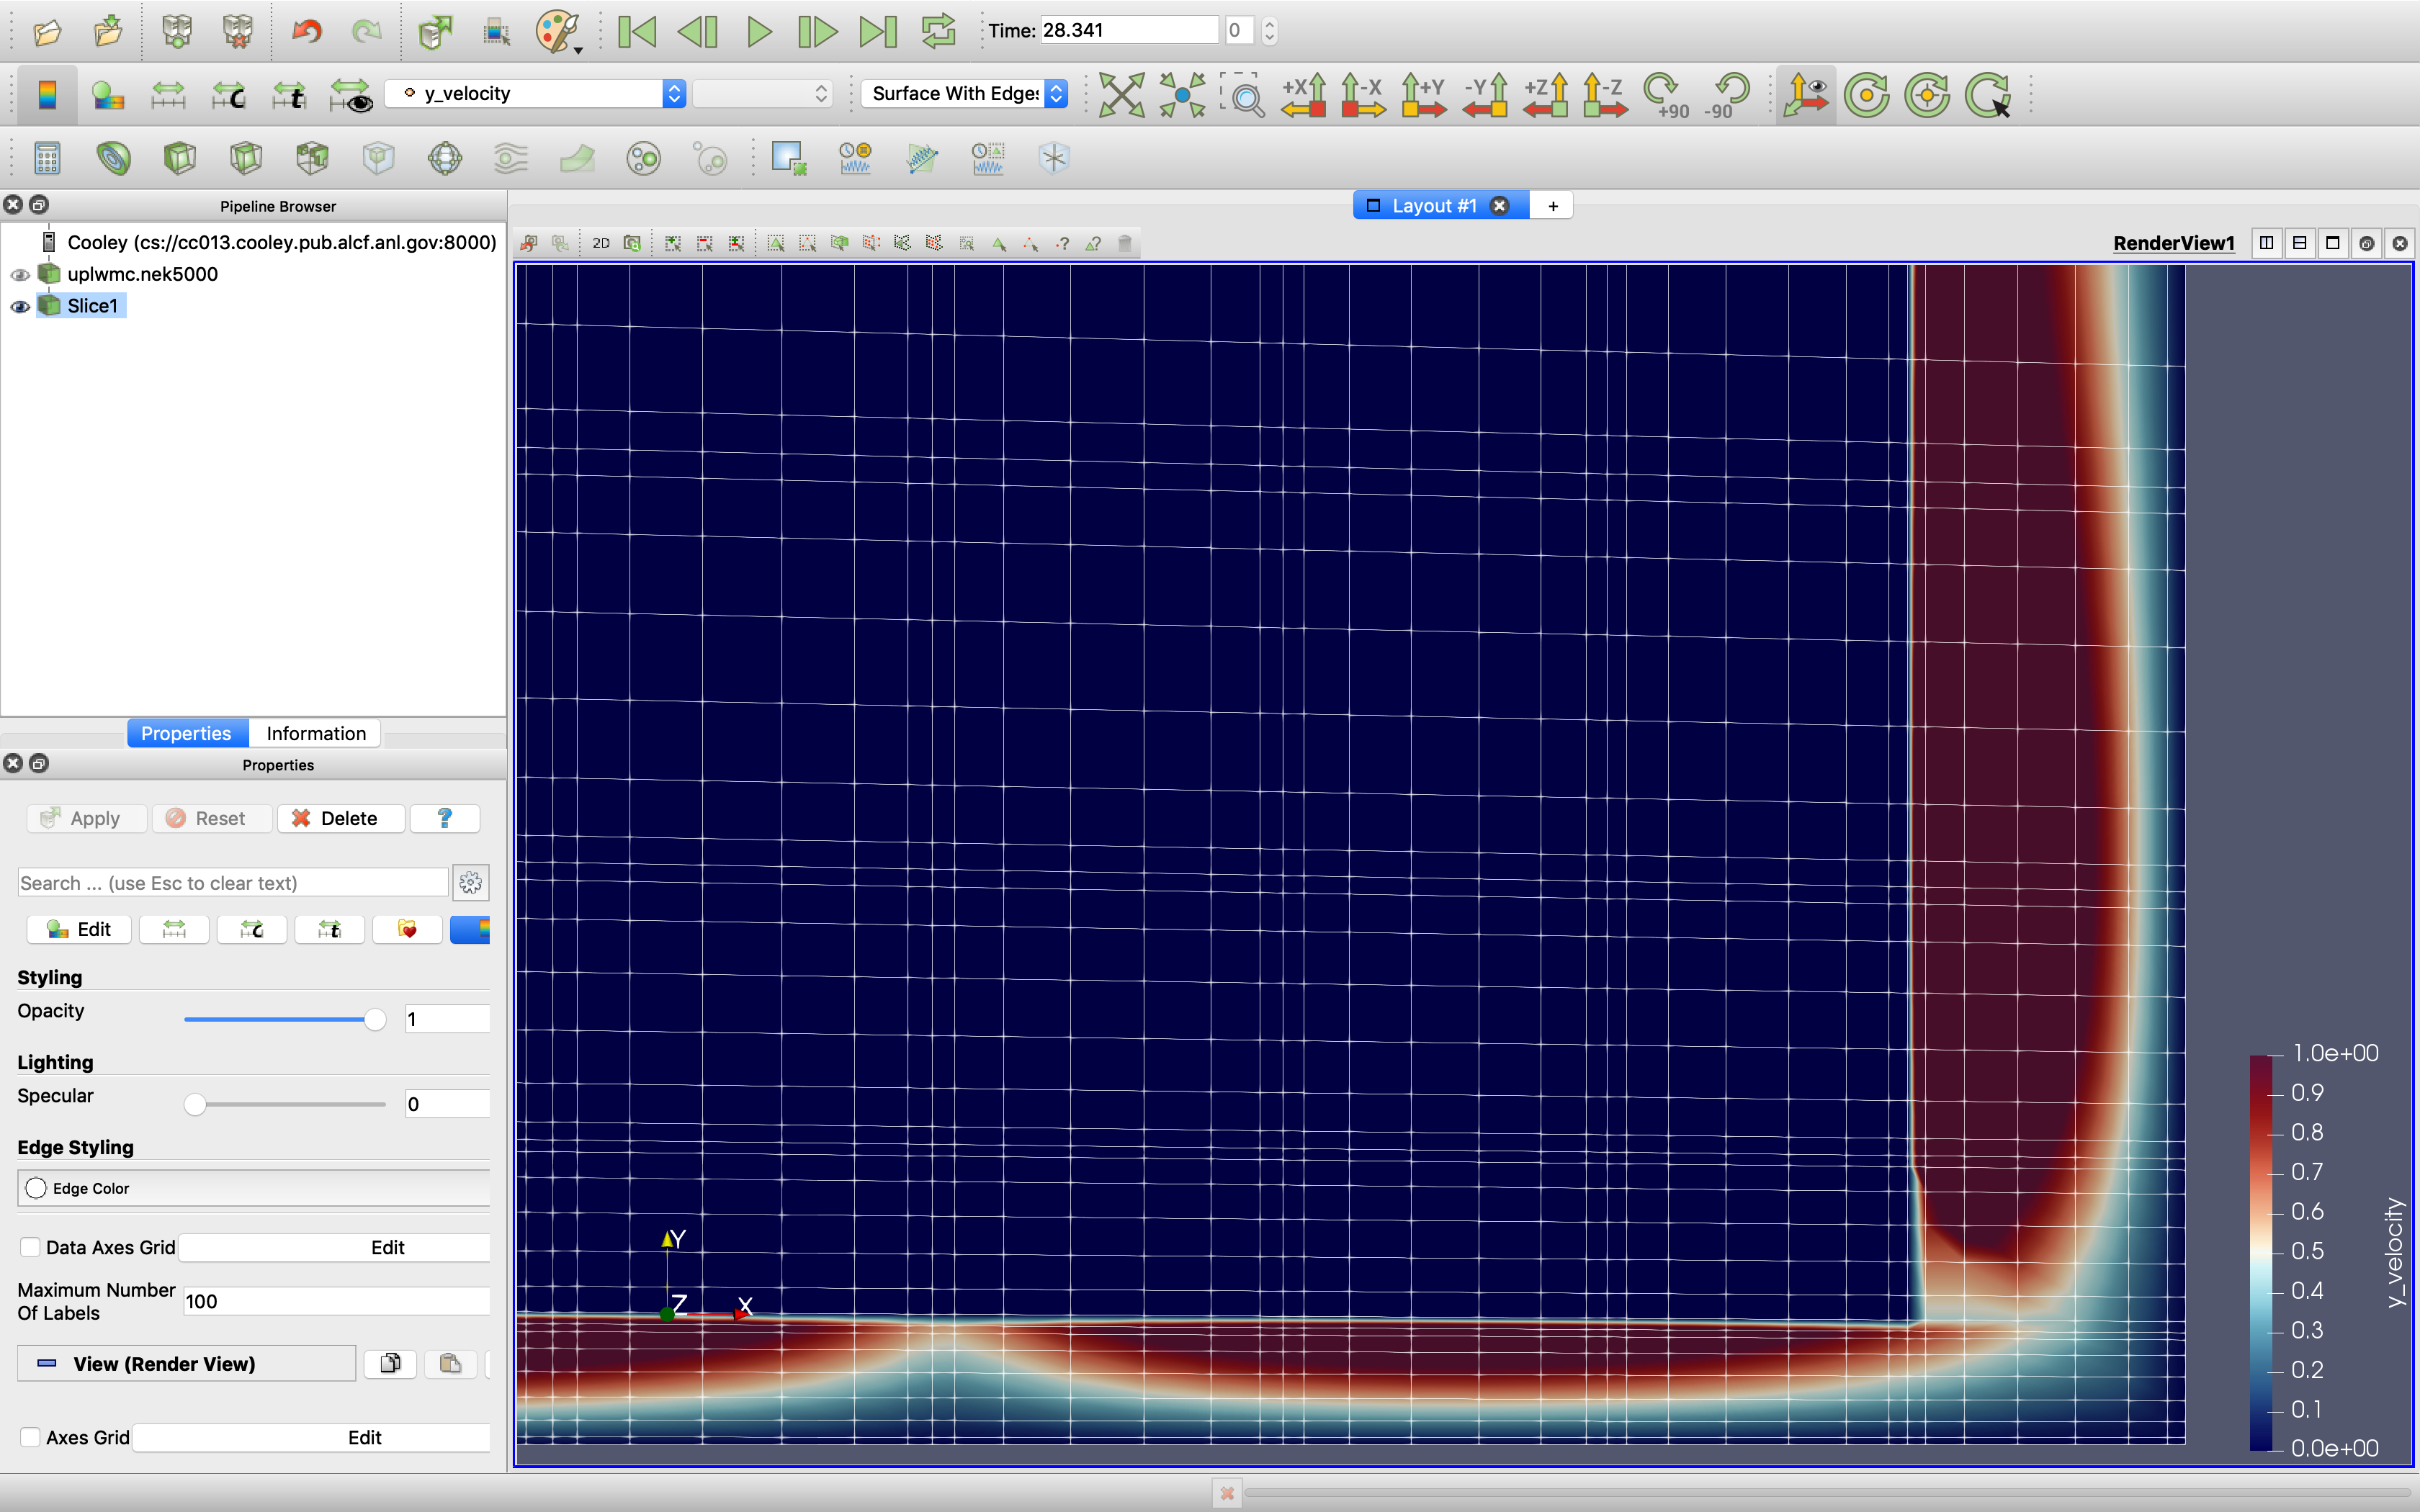 Time: 28.341 0
y_velocity Surface With Edges +X -X +Y -Y +Z -Z +90 -90
Pipeline Browser
Layout #1 +
Cooley (cs://cc013.cooley.pub.alcf.anl.gov:8000)
2D
RenderView1
uplwmc.nek5000
Slice1
Properties Information
Properties
Apply Reset Delete ?
Search ... (use Esc to clear text)
Edit c t
Styling
Opacity 1
Lighting
Specular 0
Edge Styling
Edge Color
Data Axes Grid Edit
Maximum Number
Of Labels 100
View (Render View)
Axes Grid Edit
Y
Z X
1.0e+00
0.9
0.8
0.7
0.6
0.5
0.4
0.3
0.2
0.1
0.0e+00
y_velocity